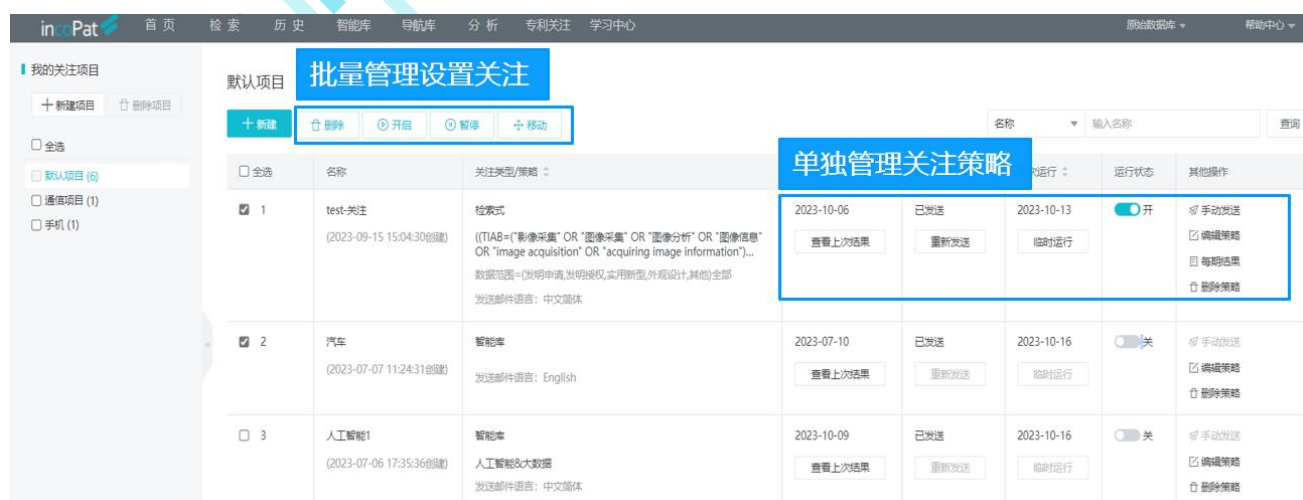 incoPat 首页 检索 历史 智能库 导航库 分析 专利关注 学习中心 原始数据库 帮助中心
我的关注项目
新建项目 删除项目
全选
默认项目 (6)
通信项目 (1)
手机 (1)
默认项目
批量管理设置关注
新建 删除 开启 暂停 移动 名称 输入名称 查询
单独管理关注策略
全选 名称 关注类型/策略 次运行 运行状态 其他操作
1 test-关注 检索式 2023-10-06 已发送 2023-10-13 开 手动发送
(2023-09-15 15:04:30创建) ((TIAB=("影像采集" OR "图像采集" OR "图像分析" OR "图像信息" 查看上次结果 重新发送 临时运行 编辑策略
OR "image acquisition" OR "acquiring image information")... 每期结果
数据范围=(发明申请,发明授权,实用新型,外观设计,其他)全部 删除策略
发送邮件语言：中文简体
2 汽车 智能库 2023-07-10 已发送 2023-10-16 关 手动发送
(2023-07-07 11:24:31创建) 发送邮件语言：English 查看上次结果 重新发送 临时运行 编辑策略
删除策略
3 人工智能1 智能库 2023-10-09 已发送 2023-10-16 关 手动发送
(2023-07-06 17:35:36创建) 人工智能&大数据 查看上次结果 重新发送 临时运行 编辑策略
发送邮件语言：中文简体 删除策略